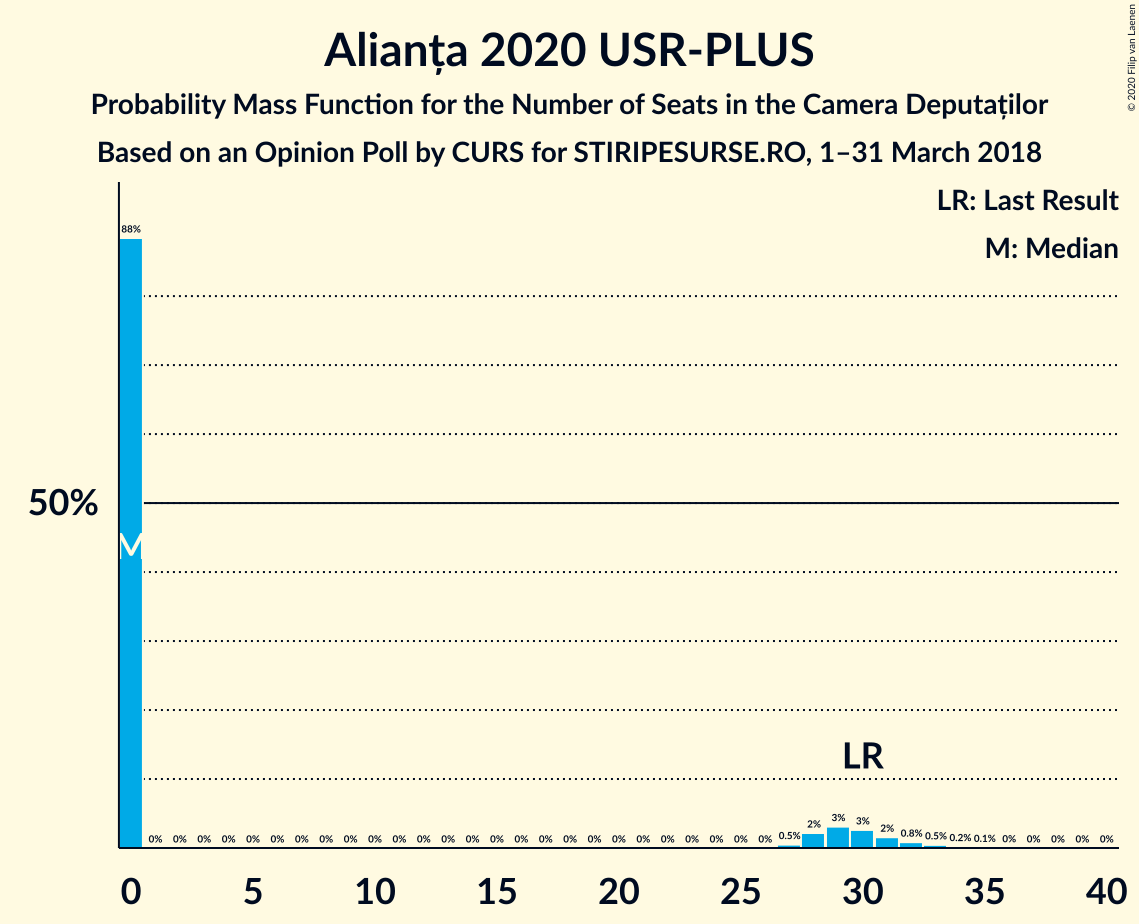 Alianța 2020 USR-PLUS
Probability Mass Function for the Number of Seats in the Camera Deputaților
Based on an Opinion Poll by CURS for STIRIPESURSE.RO, 1–31 March 2018
© 2020 Filip van Laenen
LR: Last Result
M: Median
88%
50%
M
LR
0% 0% 0% 0% 0% 0% 0% 0% 0% 0% 0% 0% 0% 0% 0% 0% 0% 0% 0% 0% 0% 0% 0% 0% 0% 0% 0.5% 2% 3% 3% 2% 0.8% 0.5% 0.2% 0.1% 0% 0% 0% 0% 0%
0 5 10 15 20 25 30 35 40